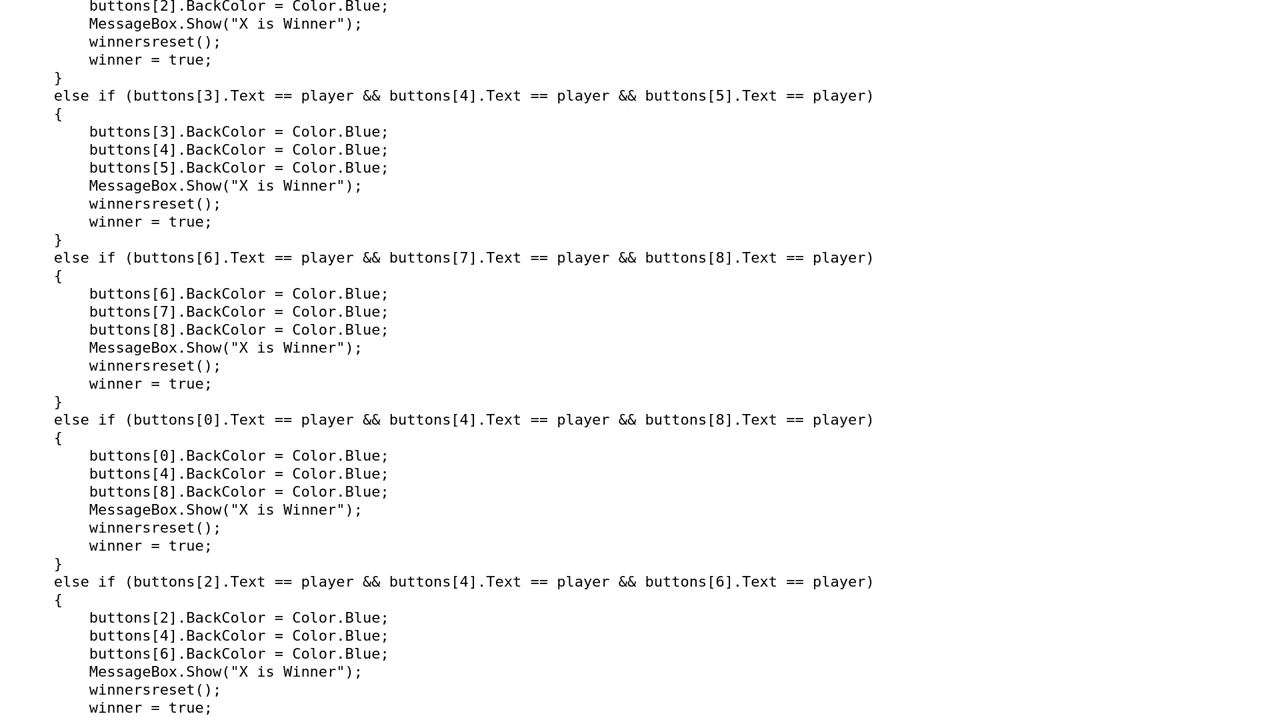 buttons[2].BackColor = Color.Blue;
MessageBox.Show("X is Winner");
winnersreset();
winner = true;
}
else if (buttons[3].Text == player && buttons[4].Text == player && buttons[5].Text == player)
{
buttons[3].BackColor = Color.Blue;
buttons[4].BackColor = Color.Blue;
buttons[5].BackColor = Color.Blue;
MessageBox.Show("X is Winner");
winnersreset();
winner = true;
}
else if (buttons[6].Text == player && buttons[7].Text == player && buttons[8].Text == player)
{
buttons[6].BackColor = Color.Blue;
buttons[7].BackColor = Color.Blue;
buttons[8].BackColor = Color.Blue;
MessageBox.Show("X is Winner");
winnersreset();
winner = true;
}
else if (buttons[0].Text == player && buttons[4].Text == player && buttons[8].Text == player)
{
buttons[0].BackColor = Color.Blue;
buttons[4].BackColor = Color.Blue;
buttons[8].BackColor = Color.Blue;
MessageBox.Show("X is Winner");
winnersreset();
winner = true;
}
else if (buttons[2].Text == player && buttons[4].Text == player && buttons[6].Text == player)
{
buttons[2].BackColor = Color.Blue;
buttons[4].BackColor = Color.Blue;
buttons[6].BackColor = Color.Blue;
MessageBox.Show("X is Winner");
winnersreset();
winner = true;